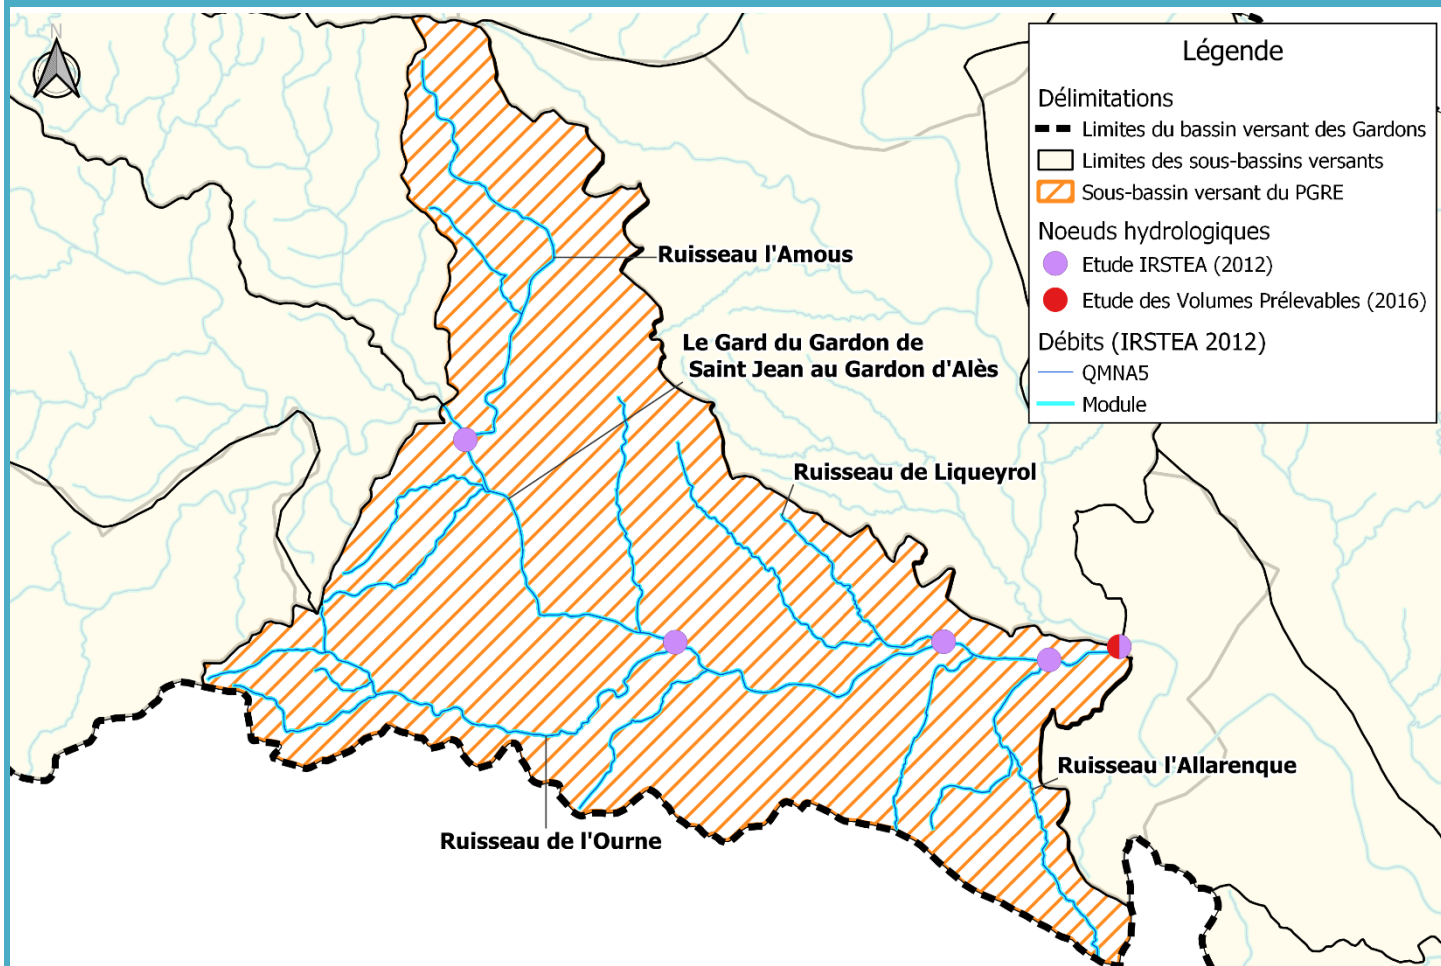 N
Légende
Délimitations
Limites du bassin versant des Gardons
Limites des sous-bassins versants
Sous-bassin versant du PGRE
Noeuds hydrologiques
Etude IRSTEA (2012)
Etude des Volumes Prélevables (2016)
Débits (IRSTEA 2012)
QMNA5
Module
Ruisseau l'Amous
Le Gard du Gardon de
Saint Jean au Gardon d'Alès
Ruisseau de Liqueyrol
Ruisseau l'Allarenque
Ruisseau de l'Ourne